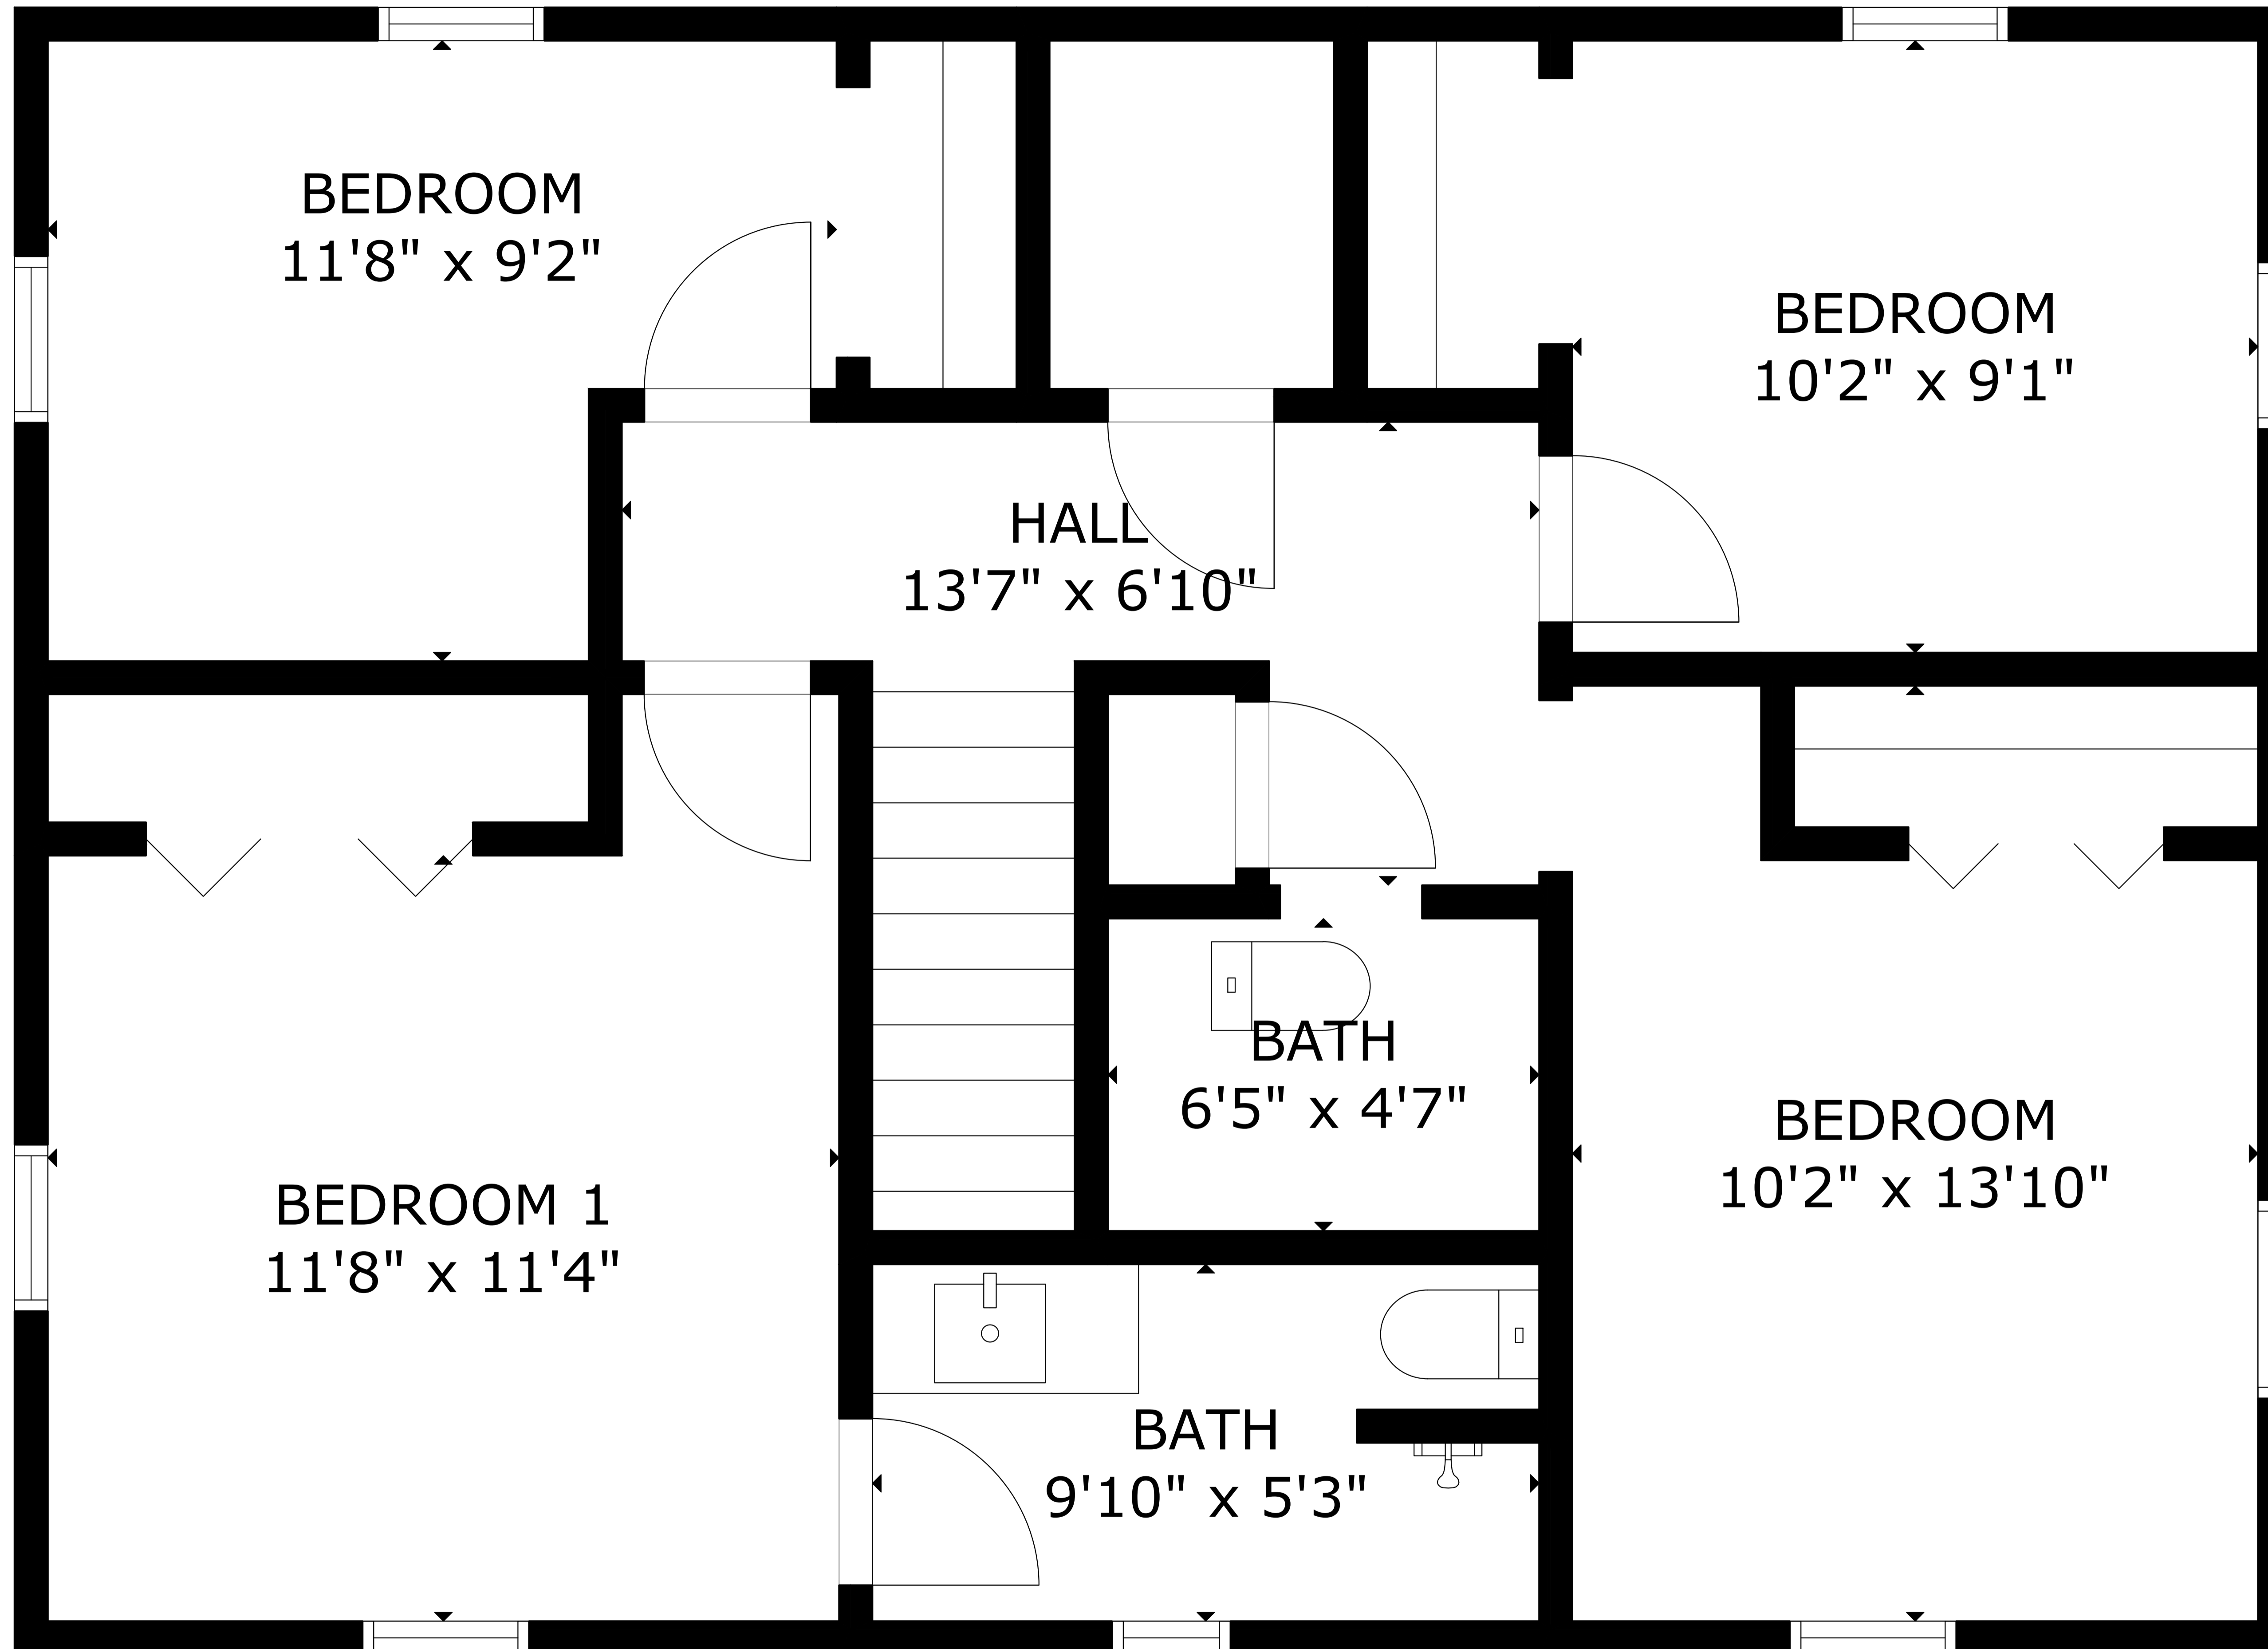 BEDROOM
11'8" x 9'2"
BEDROOM
10'2" x 9'1"
HALL
13'7" x 6'10"
BATH
6'5" x 4'7"
BEDROOM
10'2" x 13'10"
BEDROOM 1
11'8" x 11'4"
BATH
9'10" x 5'3"